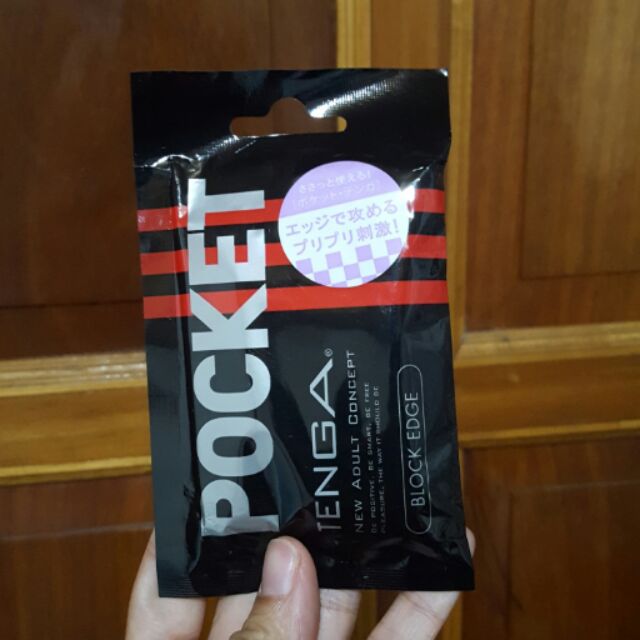 POCKET
ささっと使える！
ポケットテンガ
エッジで攻める
プリプリ刺激!
TENGA®
NEW ADULT CONCEPT
BE POSITIVE, BE SMART, BE FREE
PLEASURE, THE WAY IT SHOULD BE
BLOCK EDGE